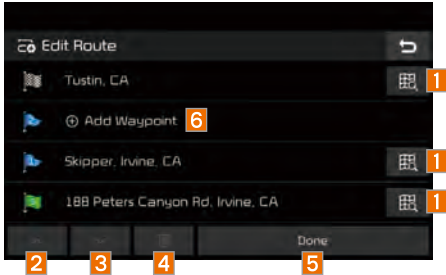 Edit Route
Tustin, CA
1
Add Waypoint 6
Skipper, Irvine, CA
1
188 Peters Canyon Rd, Irvine, CA
1
Done
2 3 4 5